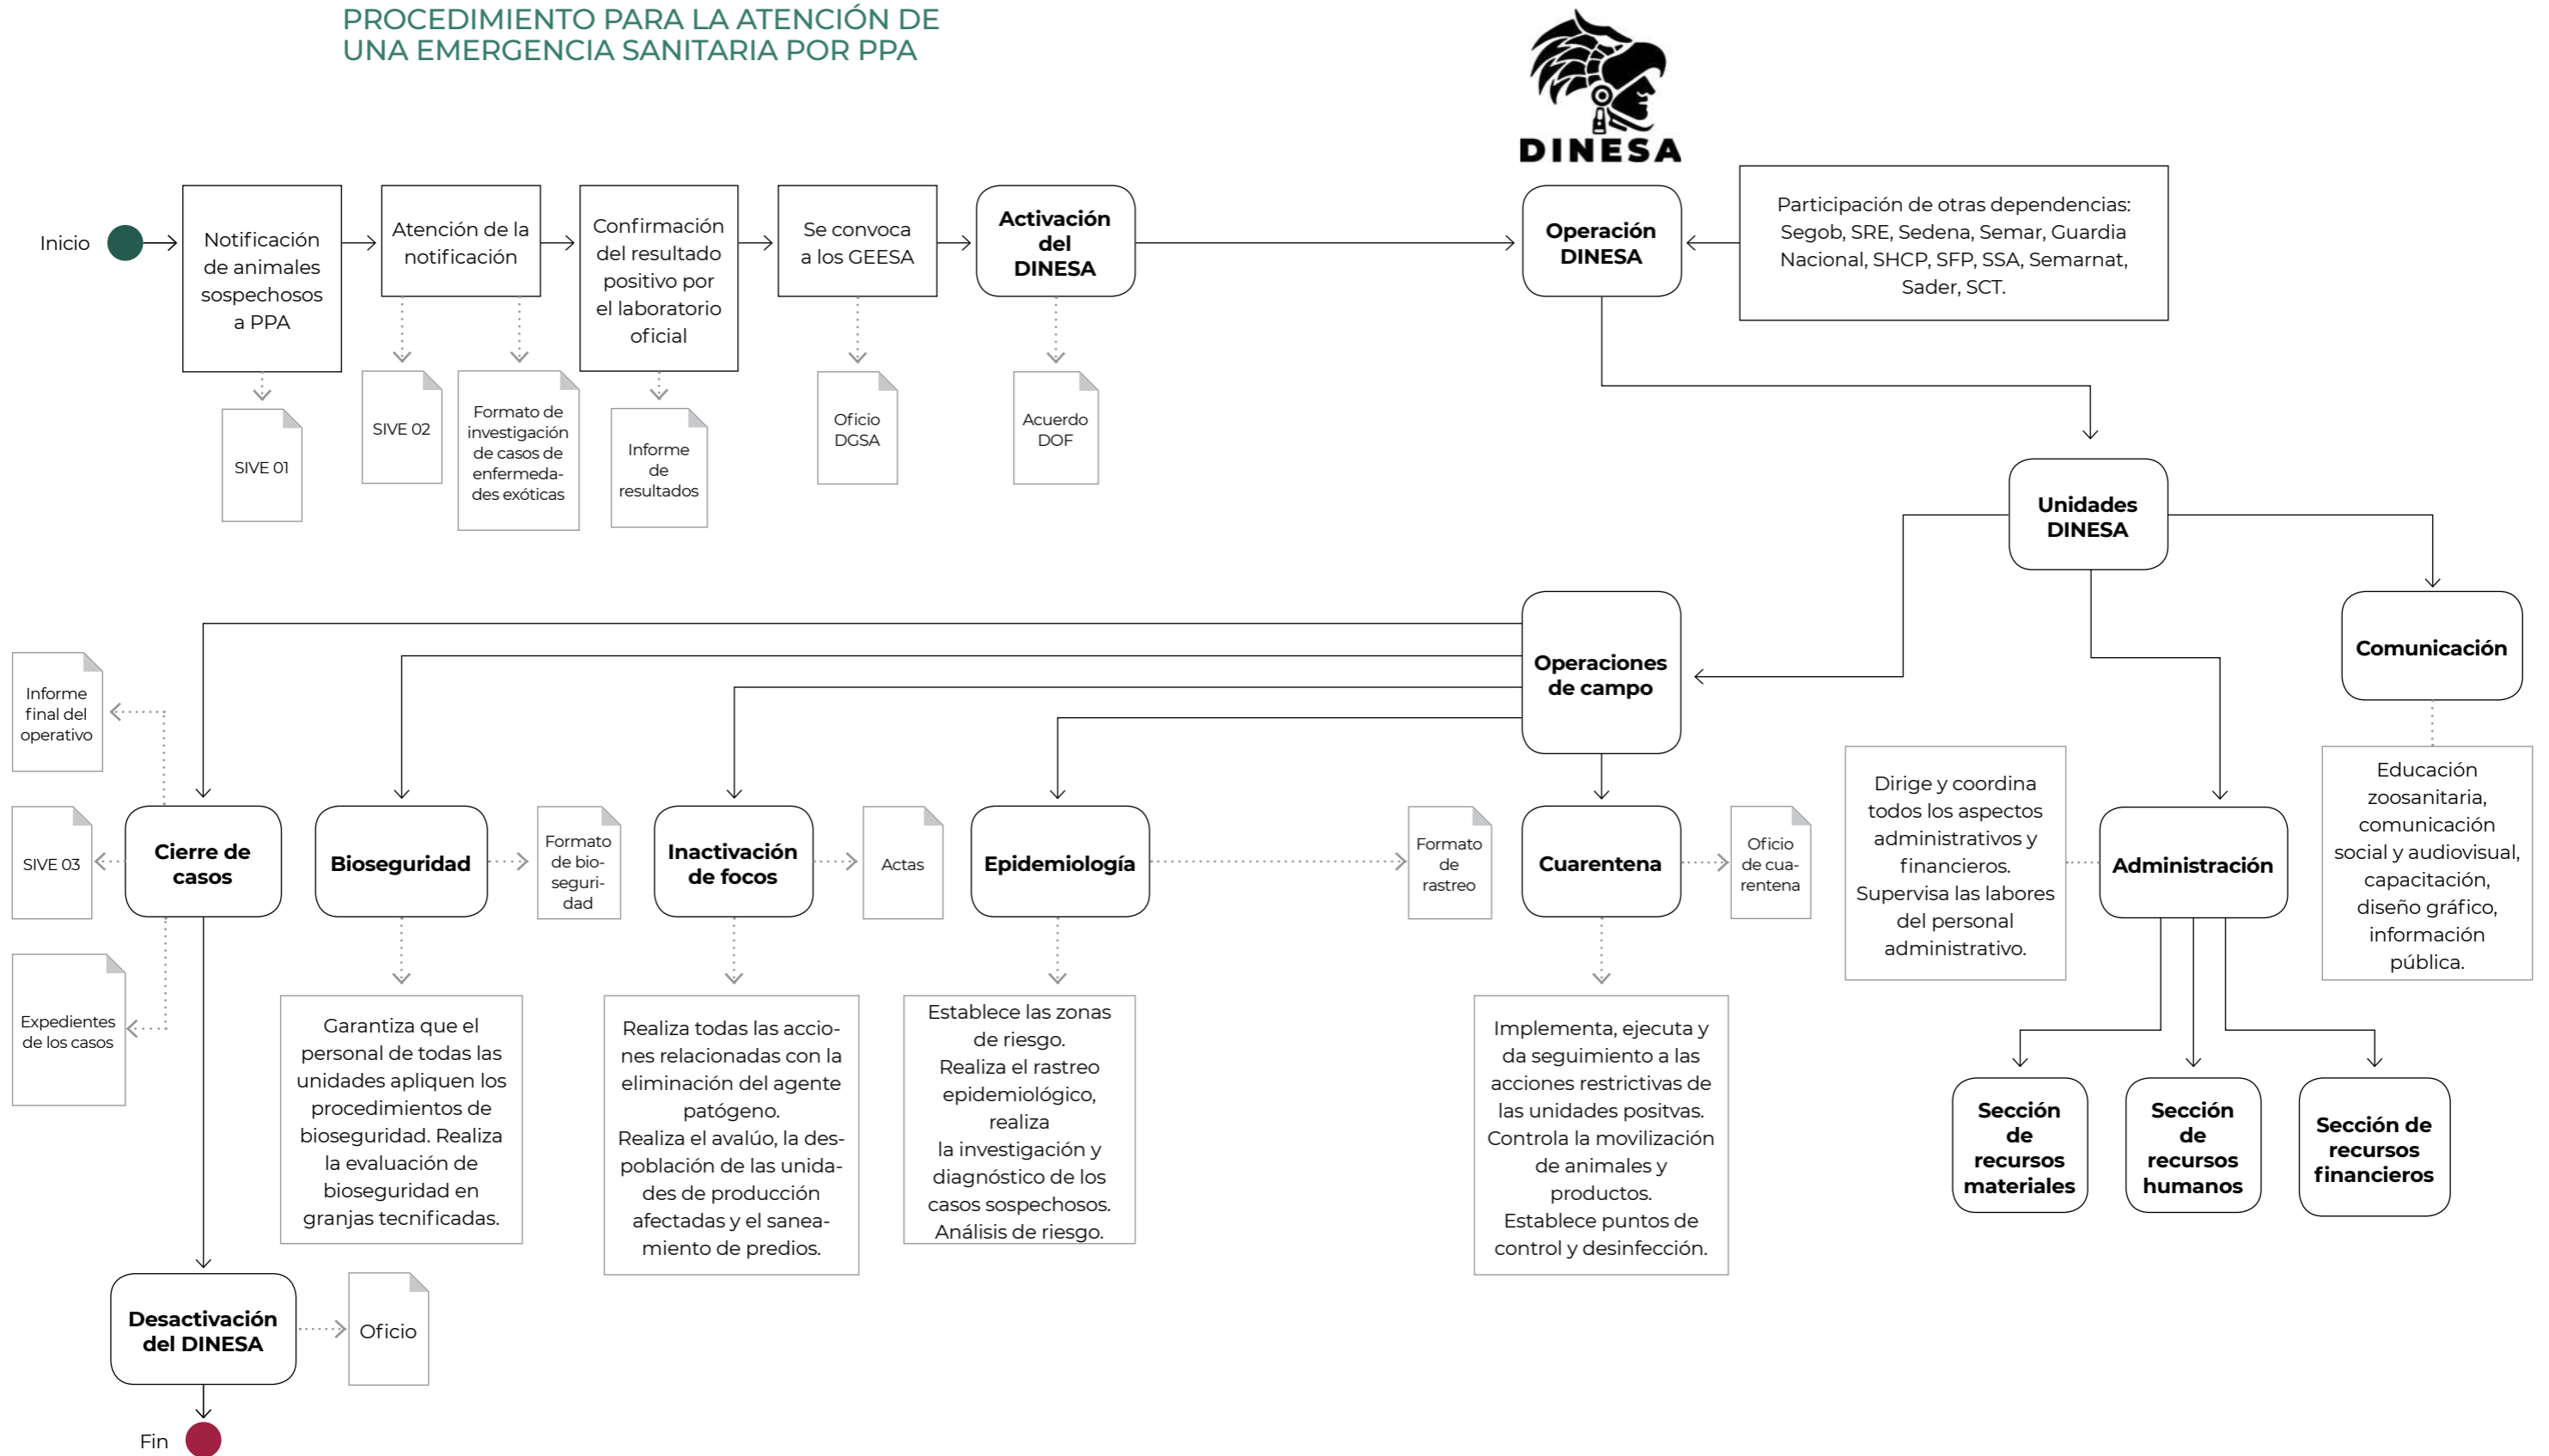 PROCEDIMIENTO PARA LA ATENCIÓN DE
UNA EMERGENCIA SANITARIA POR PPA
DINESA
Inicio
Notificación
de animales
sospechosos
a PPA
Atención de la
notificación
Confirmación
del resultado
positivo por
el laboratorio
oficial
Se convoca
a los GEESA
Activación
del
DINESA
Operación
DINESA
Participación de otras dependencias:
Segob, SRE, Sedena, Semar, Guardia
Nacional, SHCP, SFP, SSA, Semarnat,
Sader, SCT.
SIVE 01
SIVE 02
Formato de
investigación
de casos de
enfermeda-
des exóticas
Informe
de
resultados
Oficio
DGSA
Acuerdo
DOF
Unidades
DINESA
Operaciones
de campo
Comunicación
Informe
final del
operativo
SIVE 03
Expedientes
de los casos
Cierre de
casos
Bioseguridad
Formato
de bio-
seguri-
dad
Inactivación
de focos
Actas
Epidemiología
Formato
de
rastreo
Cuarentena
Oficio
de cua-
rentena
Dirige y coordina
todos los aspectos
administrativos y
financieros.
Supervisa las labores
del personal
administrativo.
Administración
Educación
zoosanitaria,
comunicación
social y audiovisual,
capacitación,
diseño gráfico,
información
pública.
Garantiza que el
personal de todas las
unidades apliquen los
procedimientos de
bioseguridad. Realiza
la evaluación de
bioseguridad en
granjas tecnificadas.
Realiza todas las accio-
nes relacionadas con la
eliminación del agente
patógeno.
Realiza el avalúo, la des-
población de las unida-
des de producción
afectadas y el sanea-
miento de predios.
Establece las zonas
de riesgo.
Realiza el rastreo
epidemiológico,
realiza
la investigación y
diagnóstico de los
casos sospechosos.
Análisis de riesgo.
Implementa, ejecuta y
da seguimiento a las
acciones restrictivas de
las unidades positvas.
Controla la movilización
de animales y
productos.
Establece puntos de
control y desinfección.
Sección
de
recursos
materiales
Sección
de
recursos
humanos
Sección de
recursos
financieros
Desactivación
del DINESA
Oficio
Fin